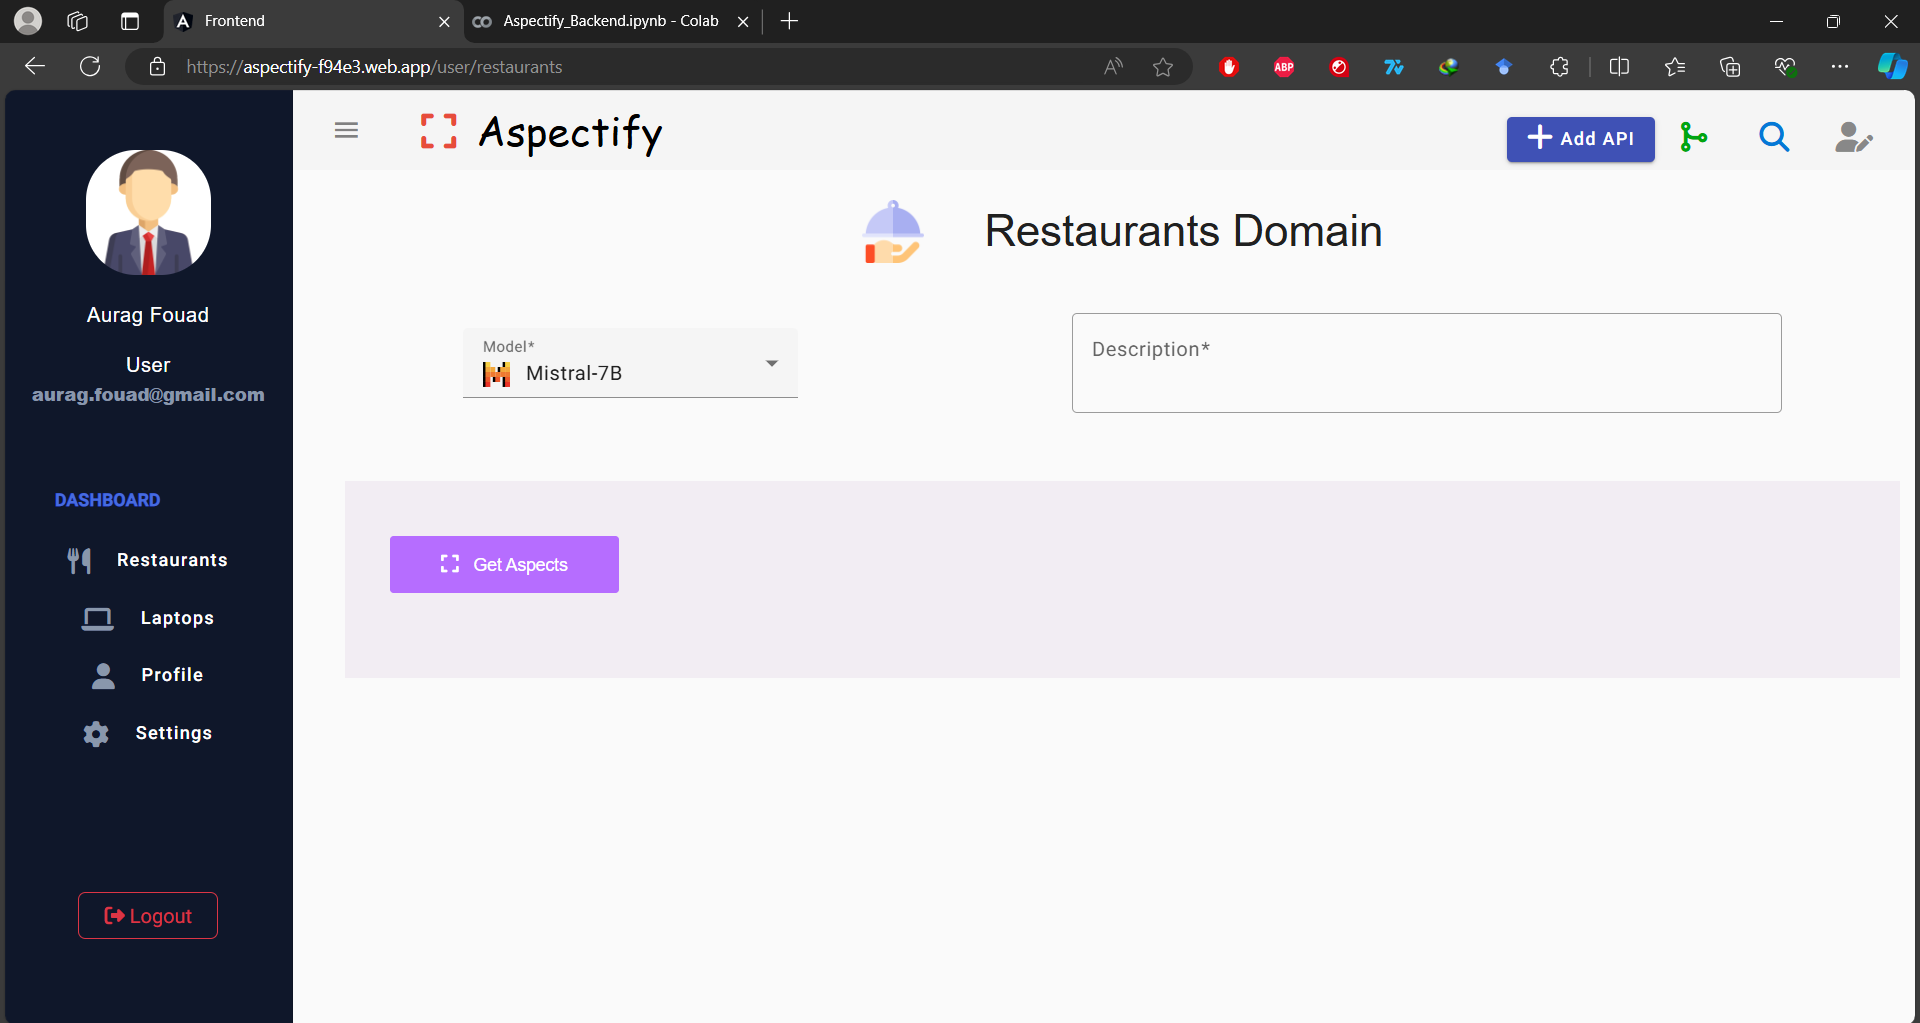 Frontend
Aspectify_Backend.ipynb - Colab
https://aspectify-f94e3.web.app/user/restaurants
ABP
Aspectify
Add API
Aurag Fouad
User
aurag.fouad@gmail.com
Restaurants Domain
Model*
Mistral-7B
Description*
DASHBOARD
Restaurants
Laptops
Profile
Settings
Get Aspects
Logout